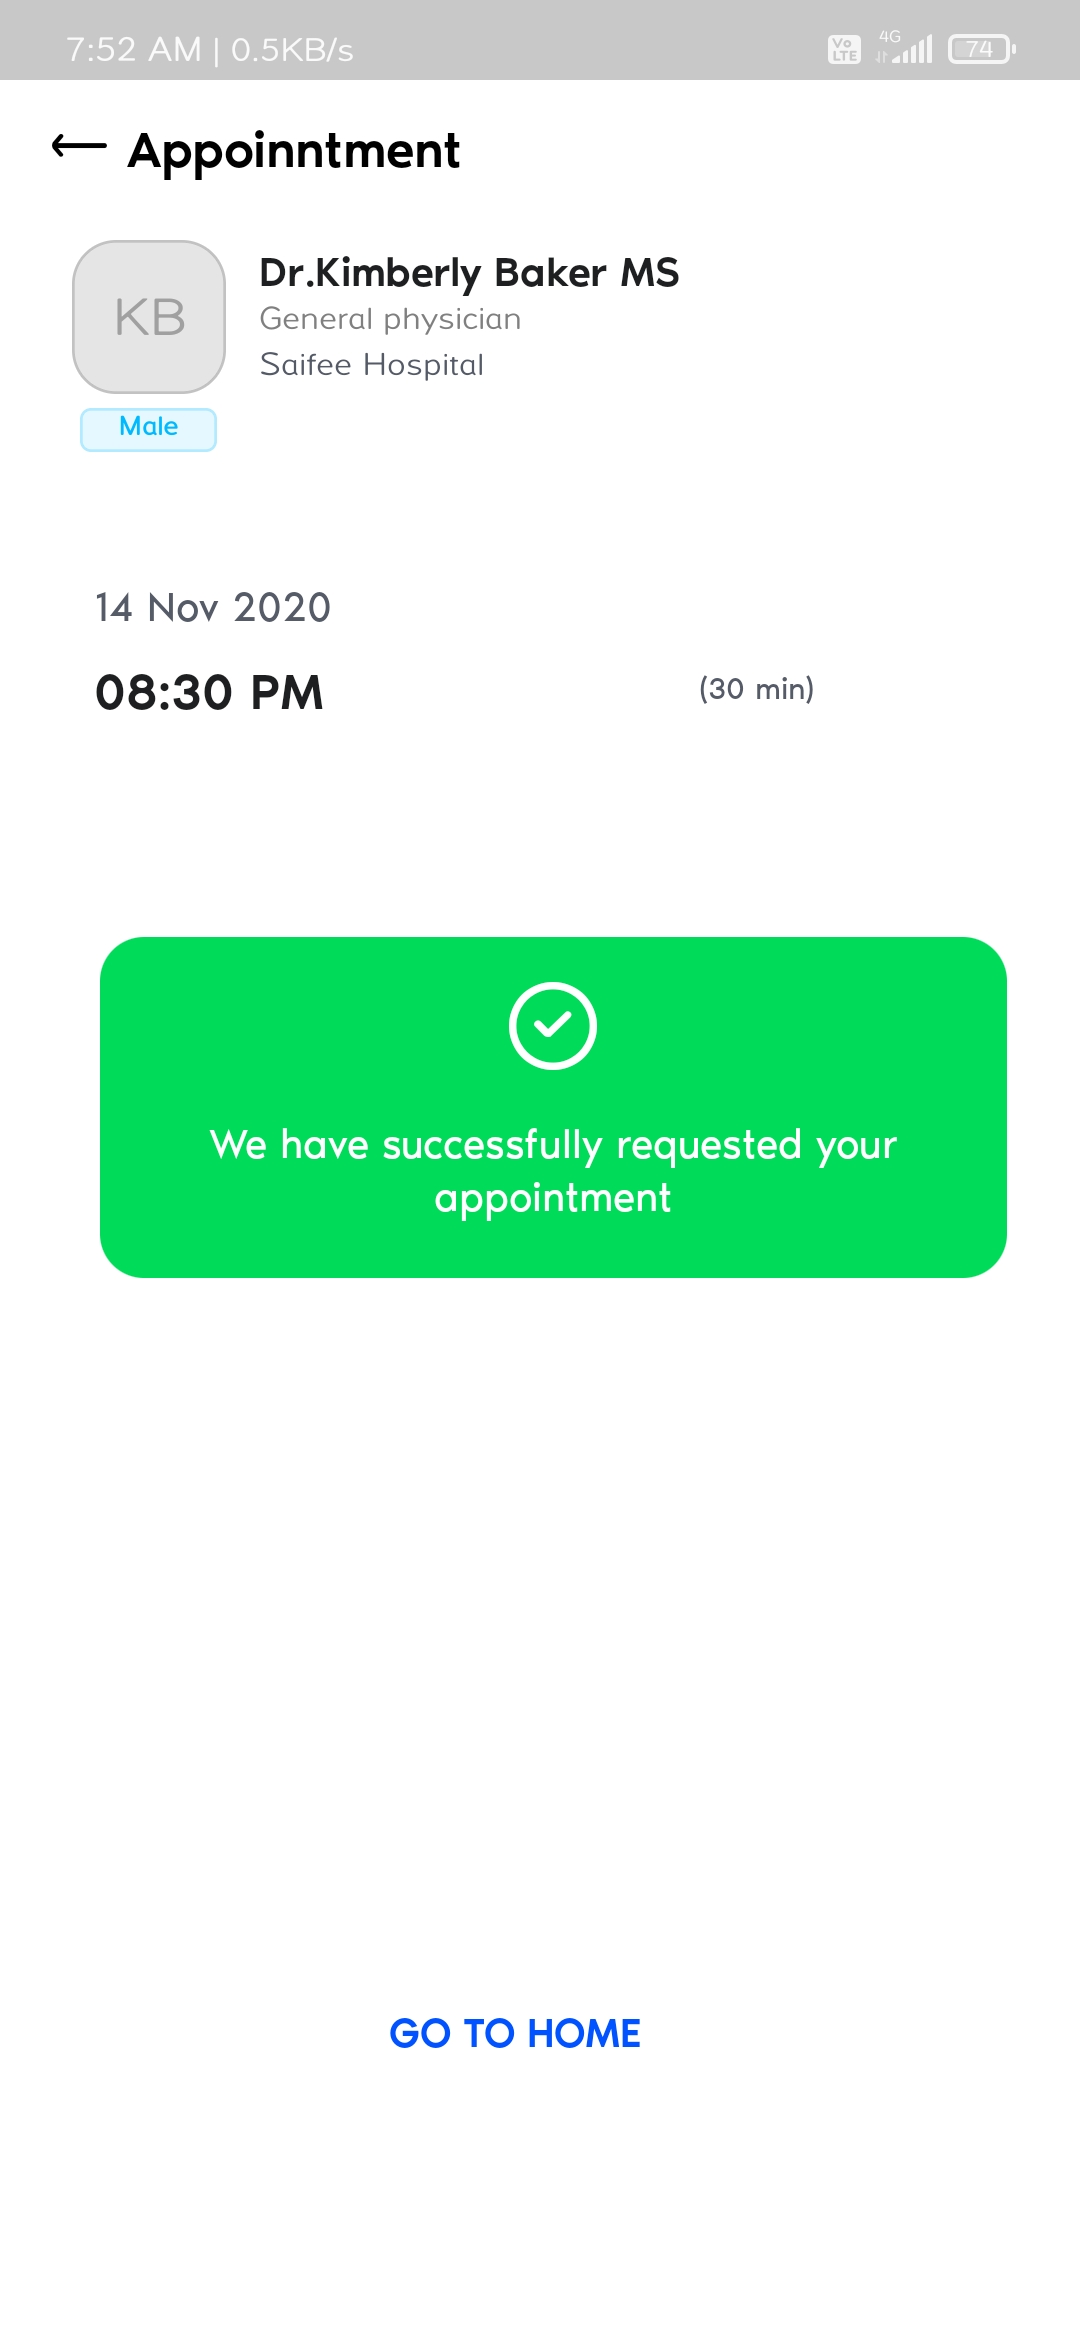 7:52 AM | 0.5KB/s
Vo LTE 4G 74
Appoinntment
KB
Dr.Kimberly Baker MS
General physician
Saifee Hospital
Male
14 Nov 2020
08:30 PM (30 min)
We have successfully requested your
appointment
GO TO HOME